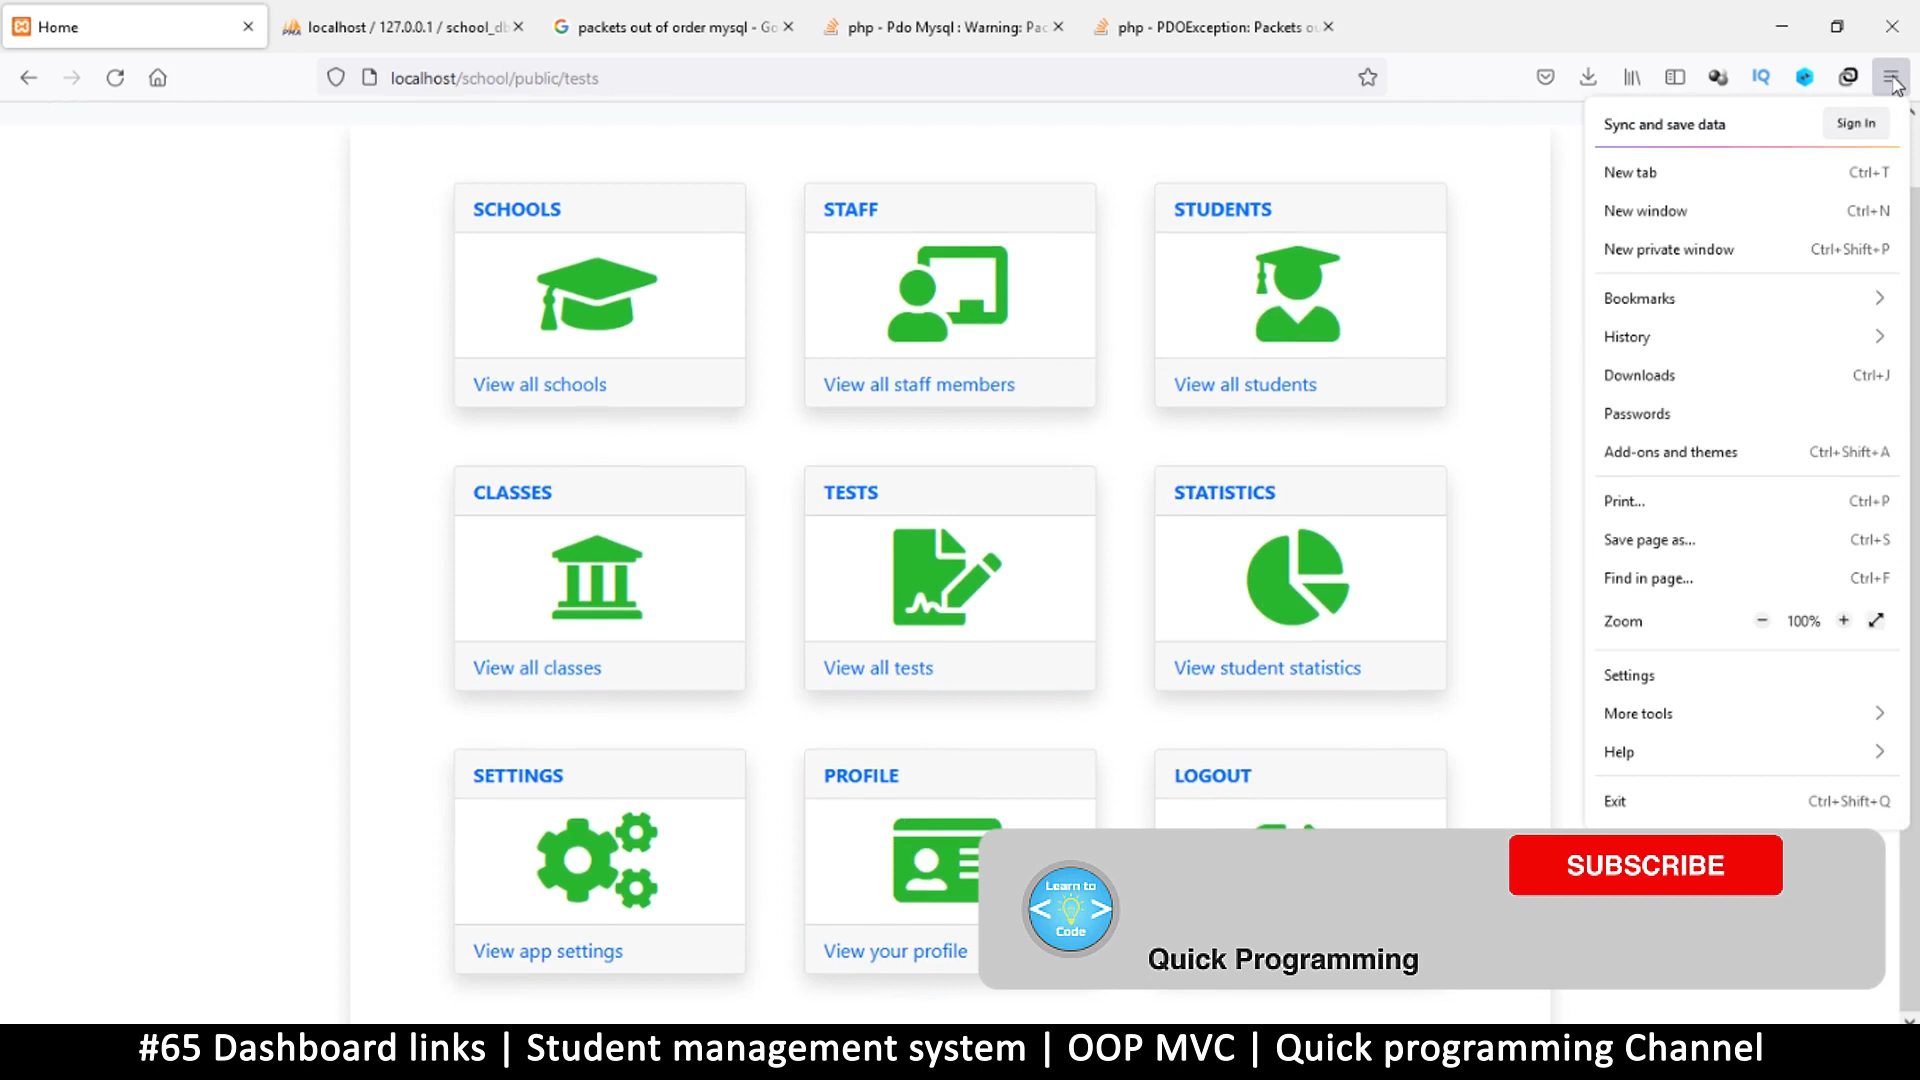 Home
localhost / 127.0.0.1 / school_db
packets out of order mysql - Go
php - Pdo Mysql : Warning: Pac
php - PDOException: Packets ou
localhost/school/public/tests
IQ
Sync and save data Sign In
New tab Ctrl+T
New window Ctrl+N
New private window Ctrl+Shift+P
Bookmarks
History
Downloads Ctrl+J
Passwords
Add-ons and themes Ctrl+Shift+A
Print... Ctrl+P
Save page as... Ctrl+S
Find in page... Ctrl+F
Zoom − 100% +
Settings
More tools
Help
Exit Ctrl+Shift+Q
SCHOOLS
View all schools
STAFF
View all staff members
STUDENTS
View all students
CLASSES
View all classes
TESTS
View all tests
STATISTICS
View student statistics
SETTINGS
View app settings
PROFILE
View your profile
LOGOUT
Learn to
< >
Code
SUBSCRIBE
Quick Programming
#65 Dashboard links | Student management system | OOP MVC | Quick programming Channel